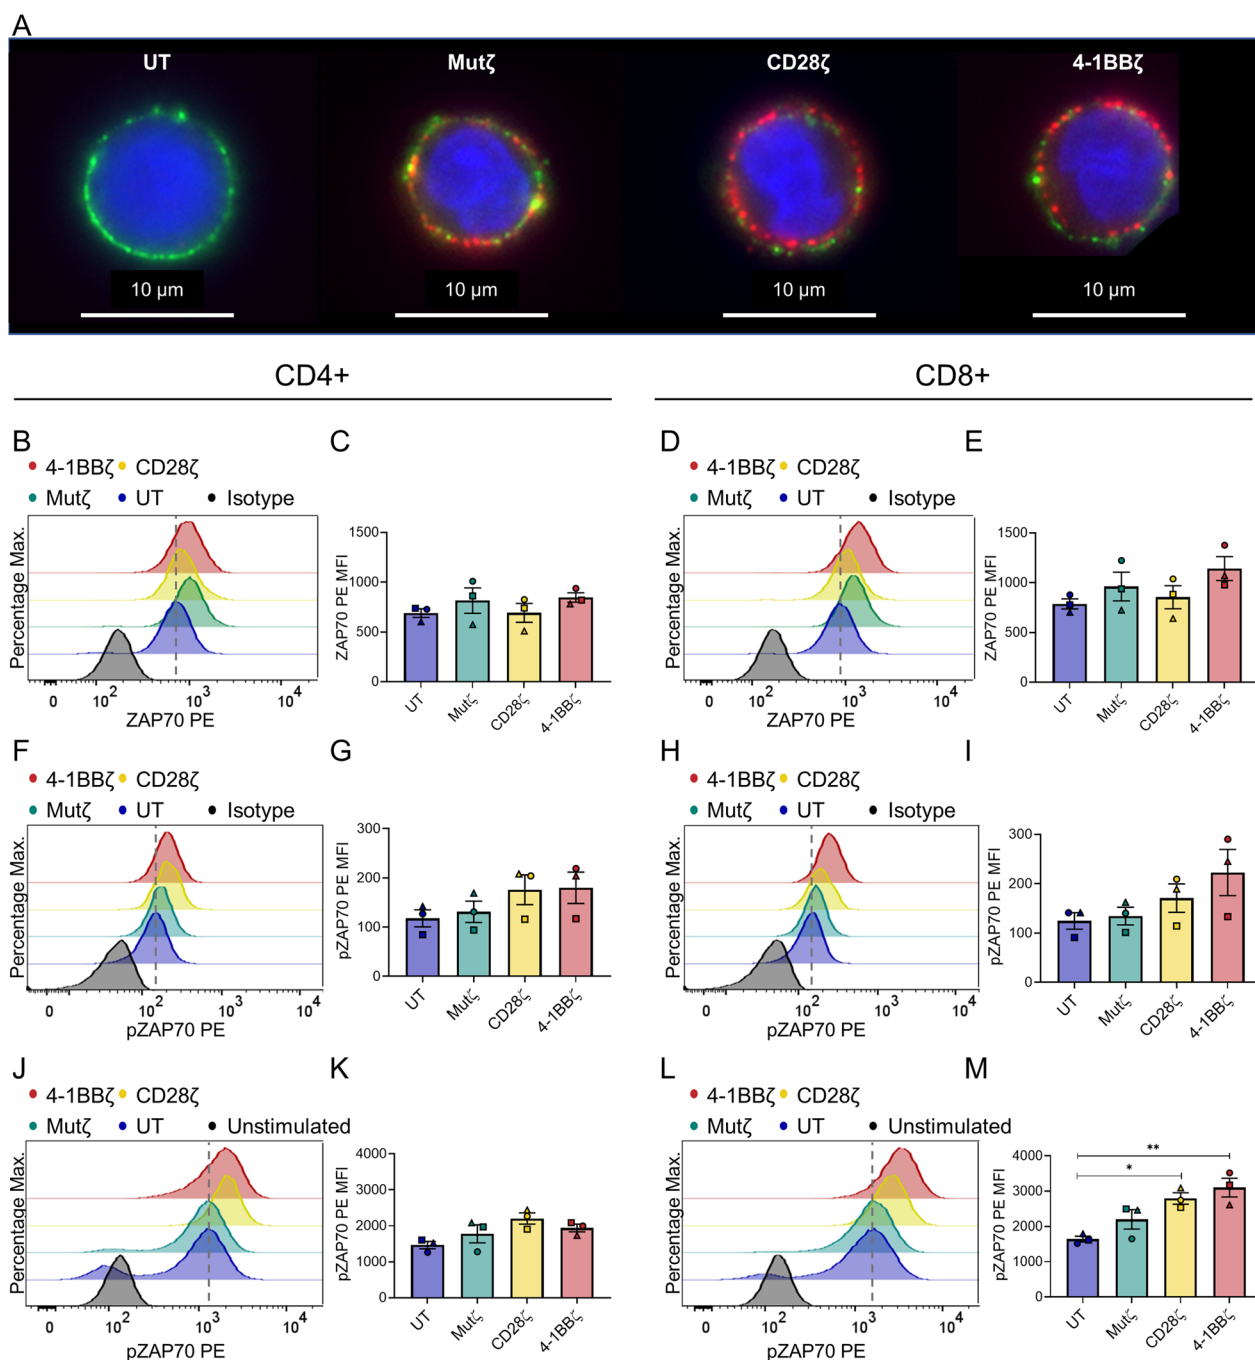 A
UT Mutζ CD28ζ 4-1BBζ
10 µm 10 µm 10 µm 10 µm
CD4+ CD8+
B C D E
4-1BBζ CD28ζ
Mutζ UT Isotype
Percentage Max.
0 10² 10³ 10⁴
ZAP70 PE
ZAP70 PE MFI
1500
1000
500
0
UT Mutζ CD28ζ 4-1BBζ
4-1BBζ CD28ζ
Mutζ UT Isotype
Percentage Max.
0 10² 10³ 10⁴
ZAP70 PE
ZAP70 PE MFI
1500
1000
500
0
UT Mutζ CD28ζ 4-1BBζ
F G H I
4-1BBζ CD28ζ
Mutζ UT Isotype
Percentage Max.
0 10² 10³ 10⁴
pZAP70 PE
pZAP70 PE MFI
300
200
100
0
UT Mutζ CD28ζ 4-1BBζ
4-1BBζ CD28ζ
Mutζ UT Isotype
Percentage Max.
0 10² 10³ 10⁴
pZAP70 PE
pZAP70 PE MFI
300
200
100
0
UT Mutζ CD28ζ 4-1BBζ
J K L M
4-1BBζ CD28ζ
Mutζ UT Unstimulated
Percentage Max.
0 10² 10³ 10⁴
pZAP70 PE
pZAP70 PE MFI
4000
3000
2000
1000
0
UT Mutζ CD28ζ 4-1BBζ
4-1BBζ CD28ζ
Mutζ UT Unstimulated
Percentage Max.
0 10² 10³ 10⁴
pZAP70 PE
pZAP70 PE MFI
4000
3000
2000
1000
0
**
*
UT Mutζ CD28ζ 4-1BBζ